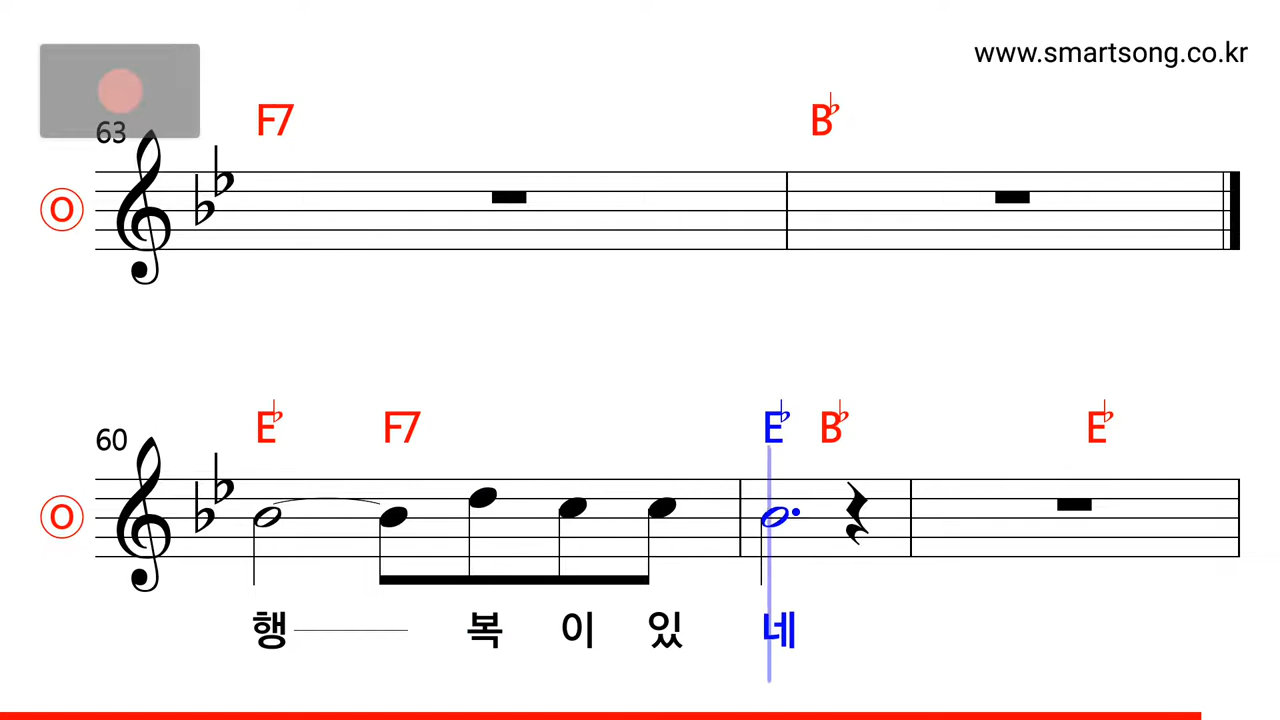 www.smartsong.co.kr
63 F7 B♭
O
60 E♭ F7 E♭ B♭ E♭
O
행 복 이 있 네